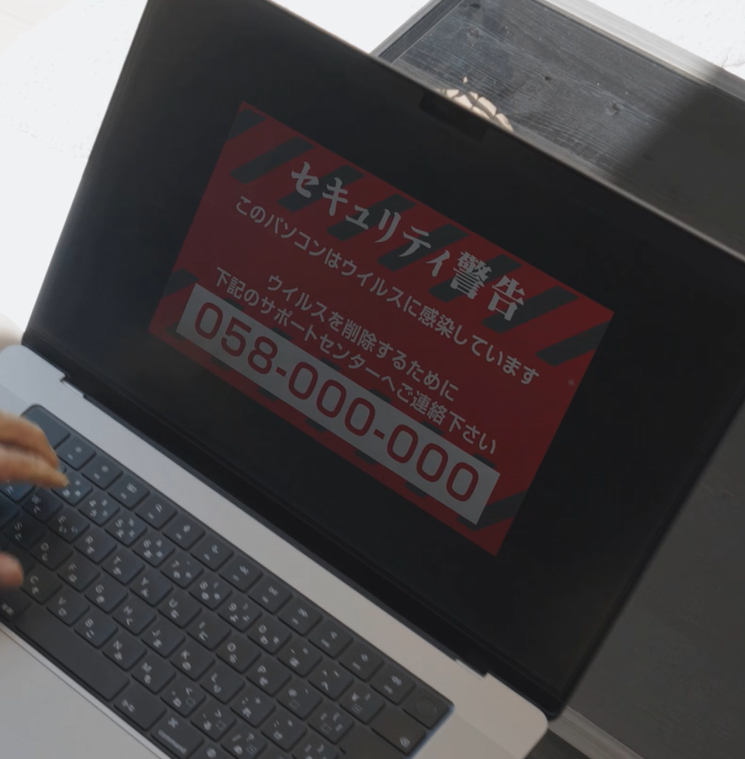 セキュリティ警告
このパソコンはウイルスに感染しています
ウイルスを削除するために
下記のサポートセンターへご連絡下さい
058-000-000